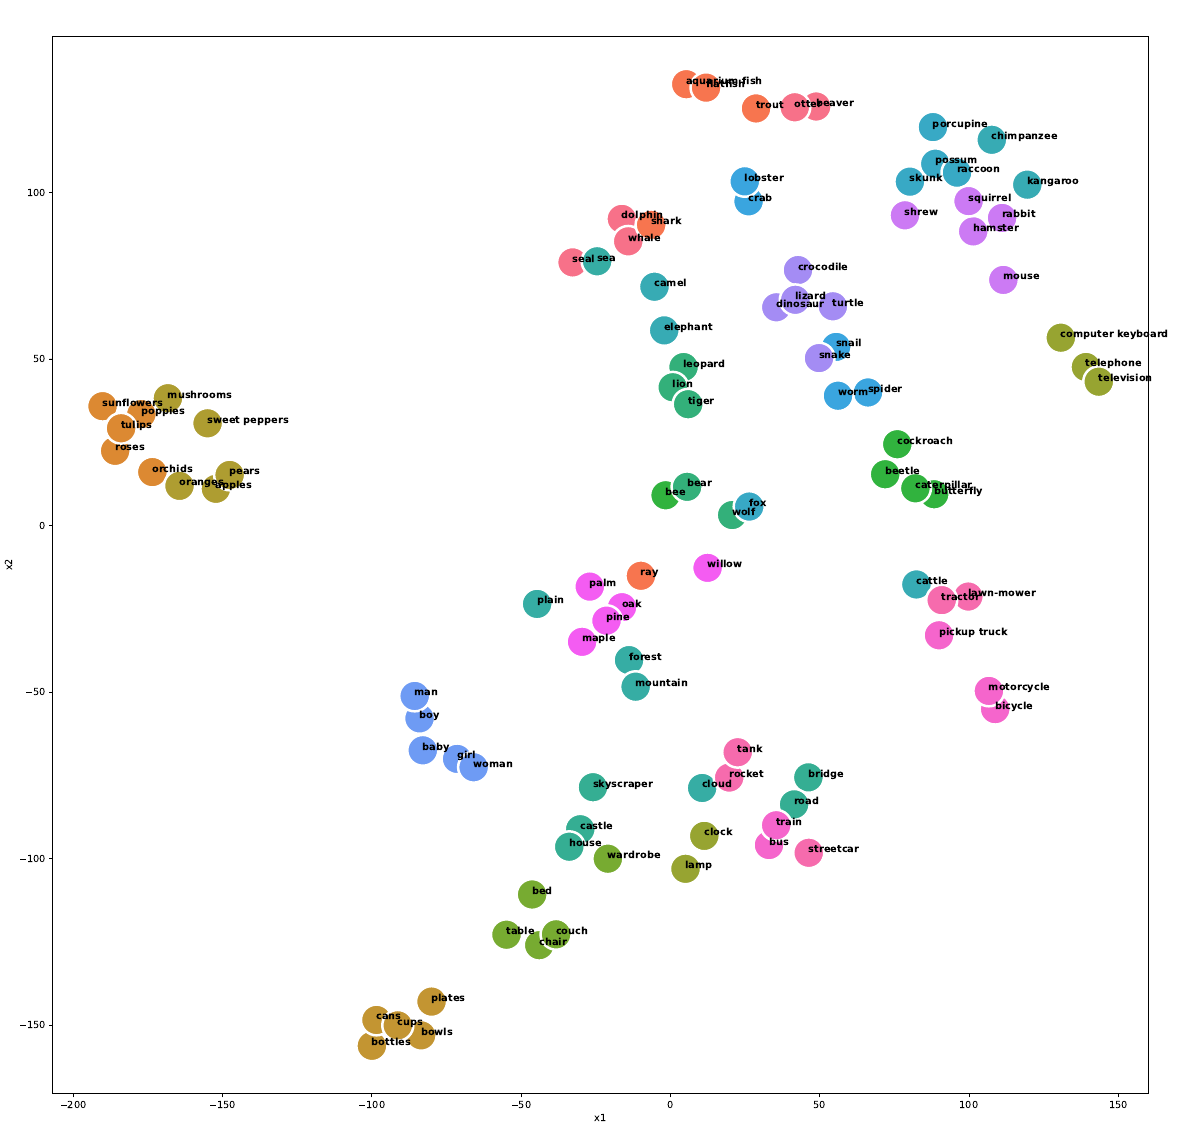 aquarium fish
flatfish
trout
otter
beaver
porcupine
chimpanzee
possum
raccoon
skunk
kangaroo
lobster
crab
squirrel
shrew
rabbit
hamster
dolphin
shark
whale
seal
sea
camel
crocodile
mouse
lizard
dinosaur
turtle
elephant
snail
snake
computer keyboard
telephone
television
leopard
lion
tiger
worm
spider
mushrooms
sunflowers
poppies
tulips
sweet peppers
roses
orchids
pears
oranges
apples
cockroach
beetle
caterpillar
butterfly
bear
bee
fox
wolf
willow
ray
palm
plain
oak
pine
maple
cattle
lawn-mower
tractor
pickup truck
forest
mountain
man
boy
baby
girl
woman
motorcycle
bicycle
tank
rocket
cloud
bridge
road
skyscraper
train
bus
streetcar
castle
house
wardrobe
clock
lamp
bed
table
couch
chair
plates
cans
cups
bowls
bottles
100
50
0
−50
−100
−150
x2
−200
−150
−100
−50
0
50
100
150
x1